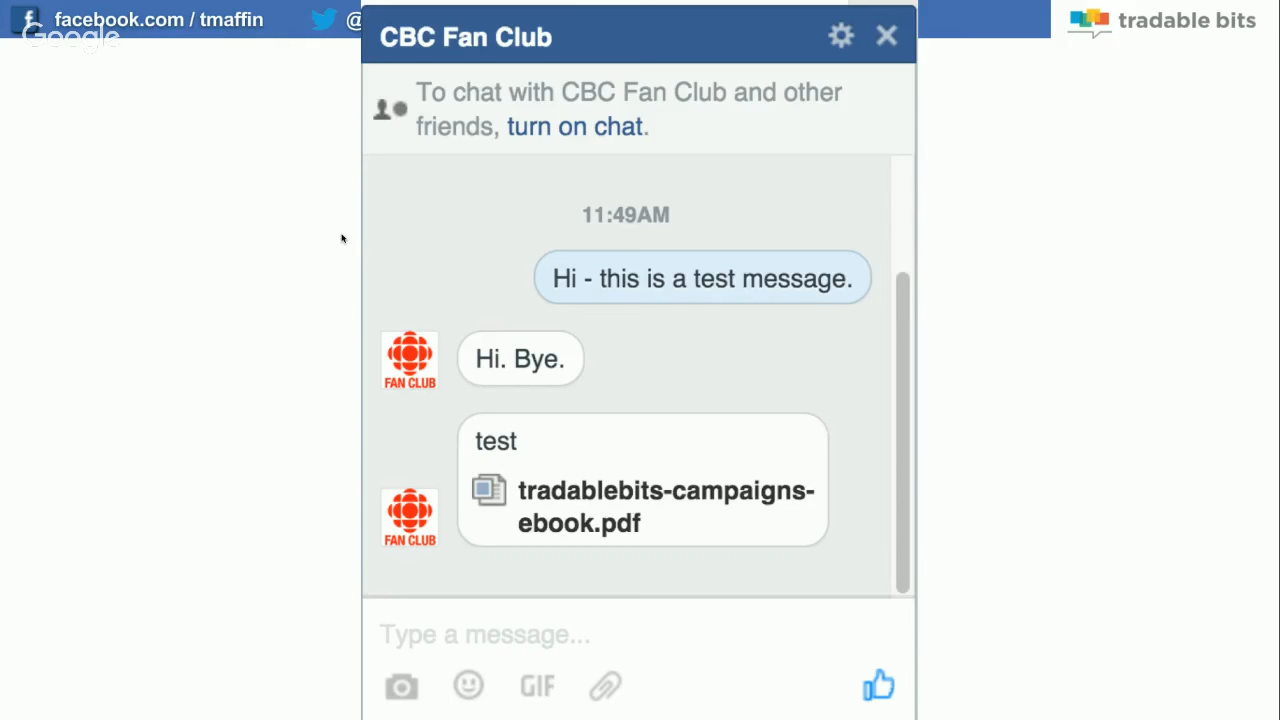 facebook.com / tmaffin
@
Google
tradable bits
CBC Fan Club
To chat with CBC Fan Club and other
friends, turn on chat.
11:49AM
Hi - this is a test message.
FAN CLUB
Hi. Bye.
test
tradablebits-campaigns-
ebook.pdf
FAN CLUB
Type a message...
GIF